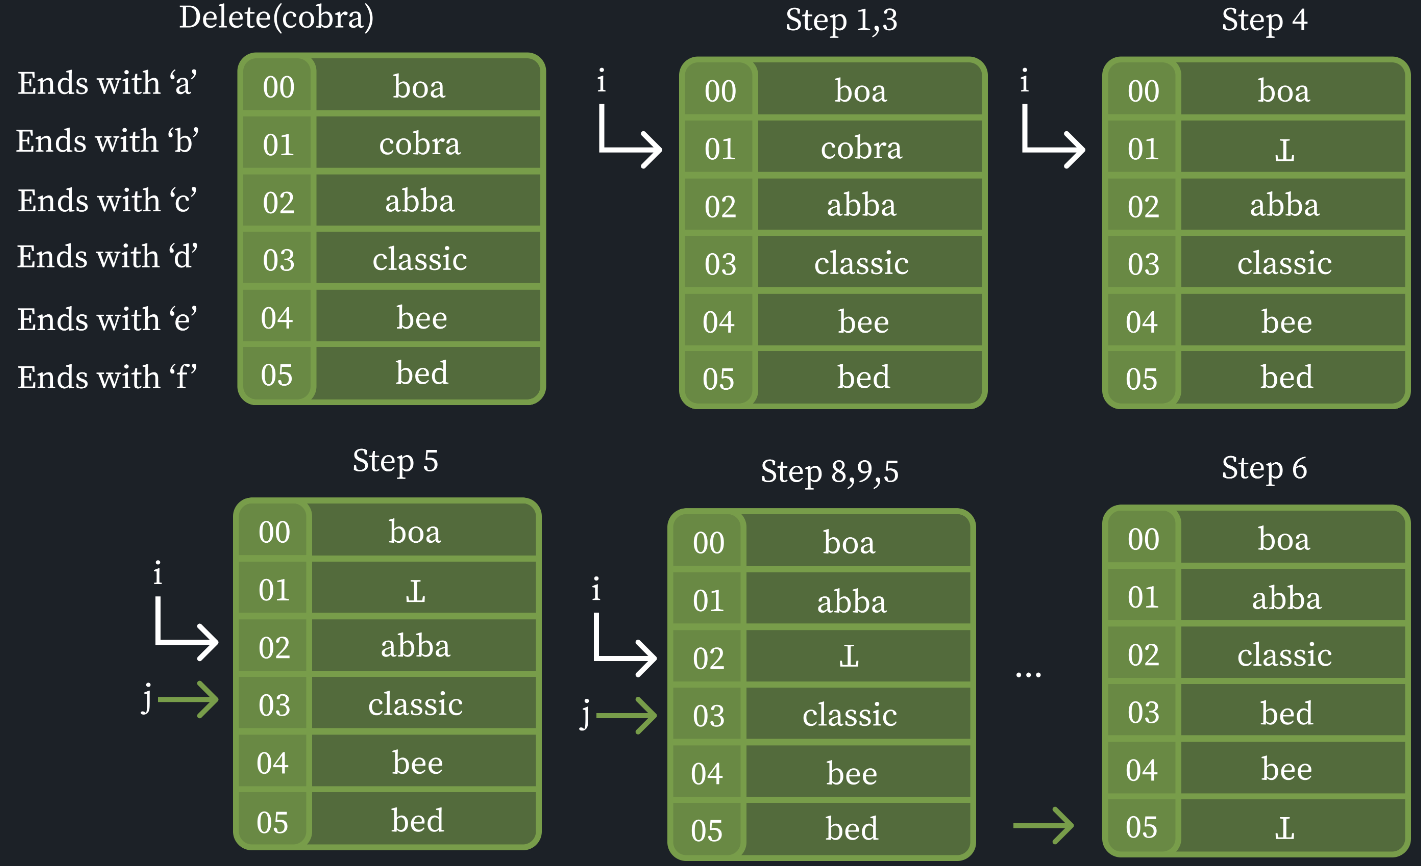 Delete(cobra)
Ends with ‘a’
Ends with ‘b’
Ends with ‘c’
Ends with ‘d’
Ends with ‘e’
Ends with ‘f’
00 boa
01 cobra
02 abba
03 classic
04 bee
05 bed
Step 1,3
i
00 boa
01 cobra
02 abba
03 classic
04 bee
05 bed
Step 4
i
00 boa
01 ⊥
02 abba
03 classic
04 bee
05 bed
Step 5
i
j
00 boa
01 ⊥
02 abba
03 classic
04 bee
05 bed
Step 8,9,5
i
j
00 boa
01 abba
02 ⊥
03 classic
04 bee
05 bed
...
Step 6
00 boa
01 abba
02 classic
03 bed
04 bee
05 ⊥